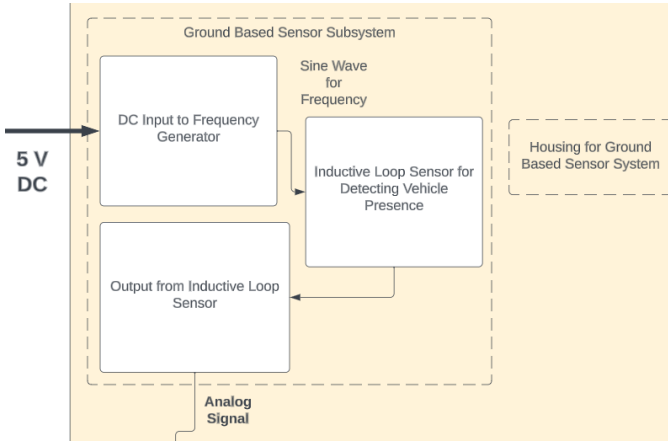 Ground Based Sensor Subsystem
Sine Wave
for
Frequency
DC Input to Frequency
Generator
5 V
DC
Inductive Loop Sensor for
Detecting Vehicle
Presence
Housing for Ground
Based Sensor System
Output from Inductive Loop
Sensor
Analog
Signal